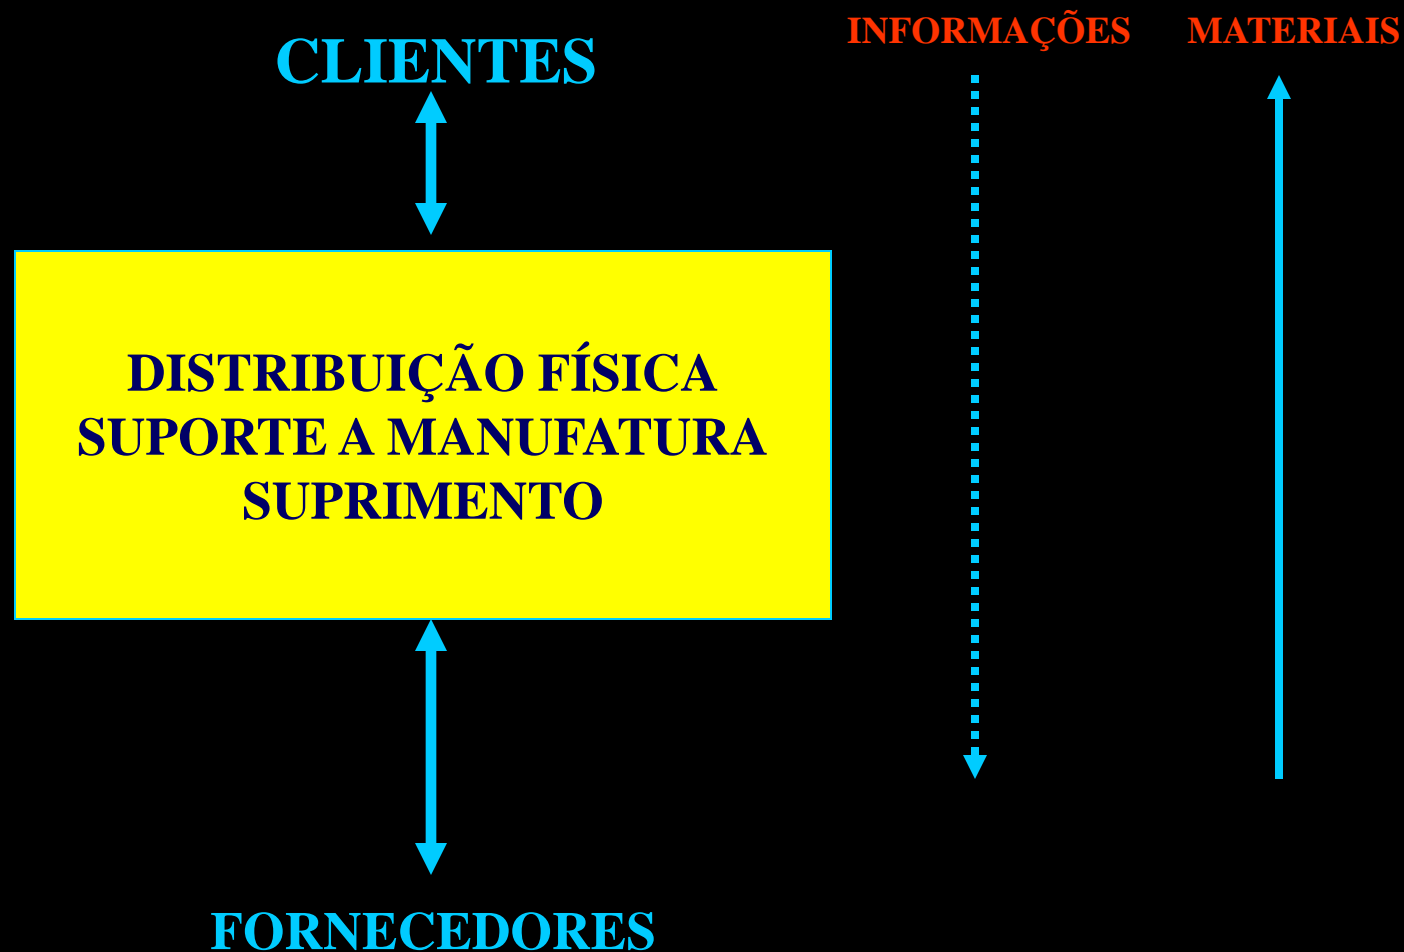 CLIENTES
INFORMAÇÕES
MATERIAIS
DISTRIBUIÇÃO FÍSICA
SUPORTE A MANUFATURA
SUPRIMENTO
FORNECEDORES